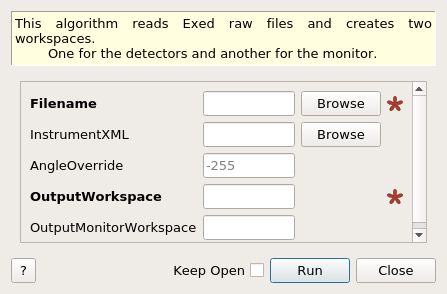 This algorithm reads Exed raw files and creates two
workspaces.
One for the detectors and another for the monitor.
Filename Browse
InstrumentXML Browse
AngleOverride -255
OutputWorkspace
OutputMonitorWorkspace
? Keep Open Run Close